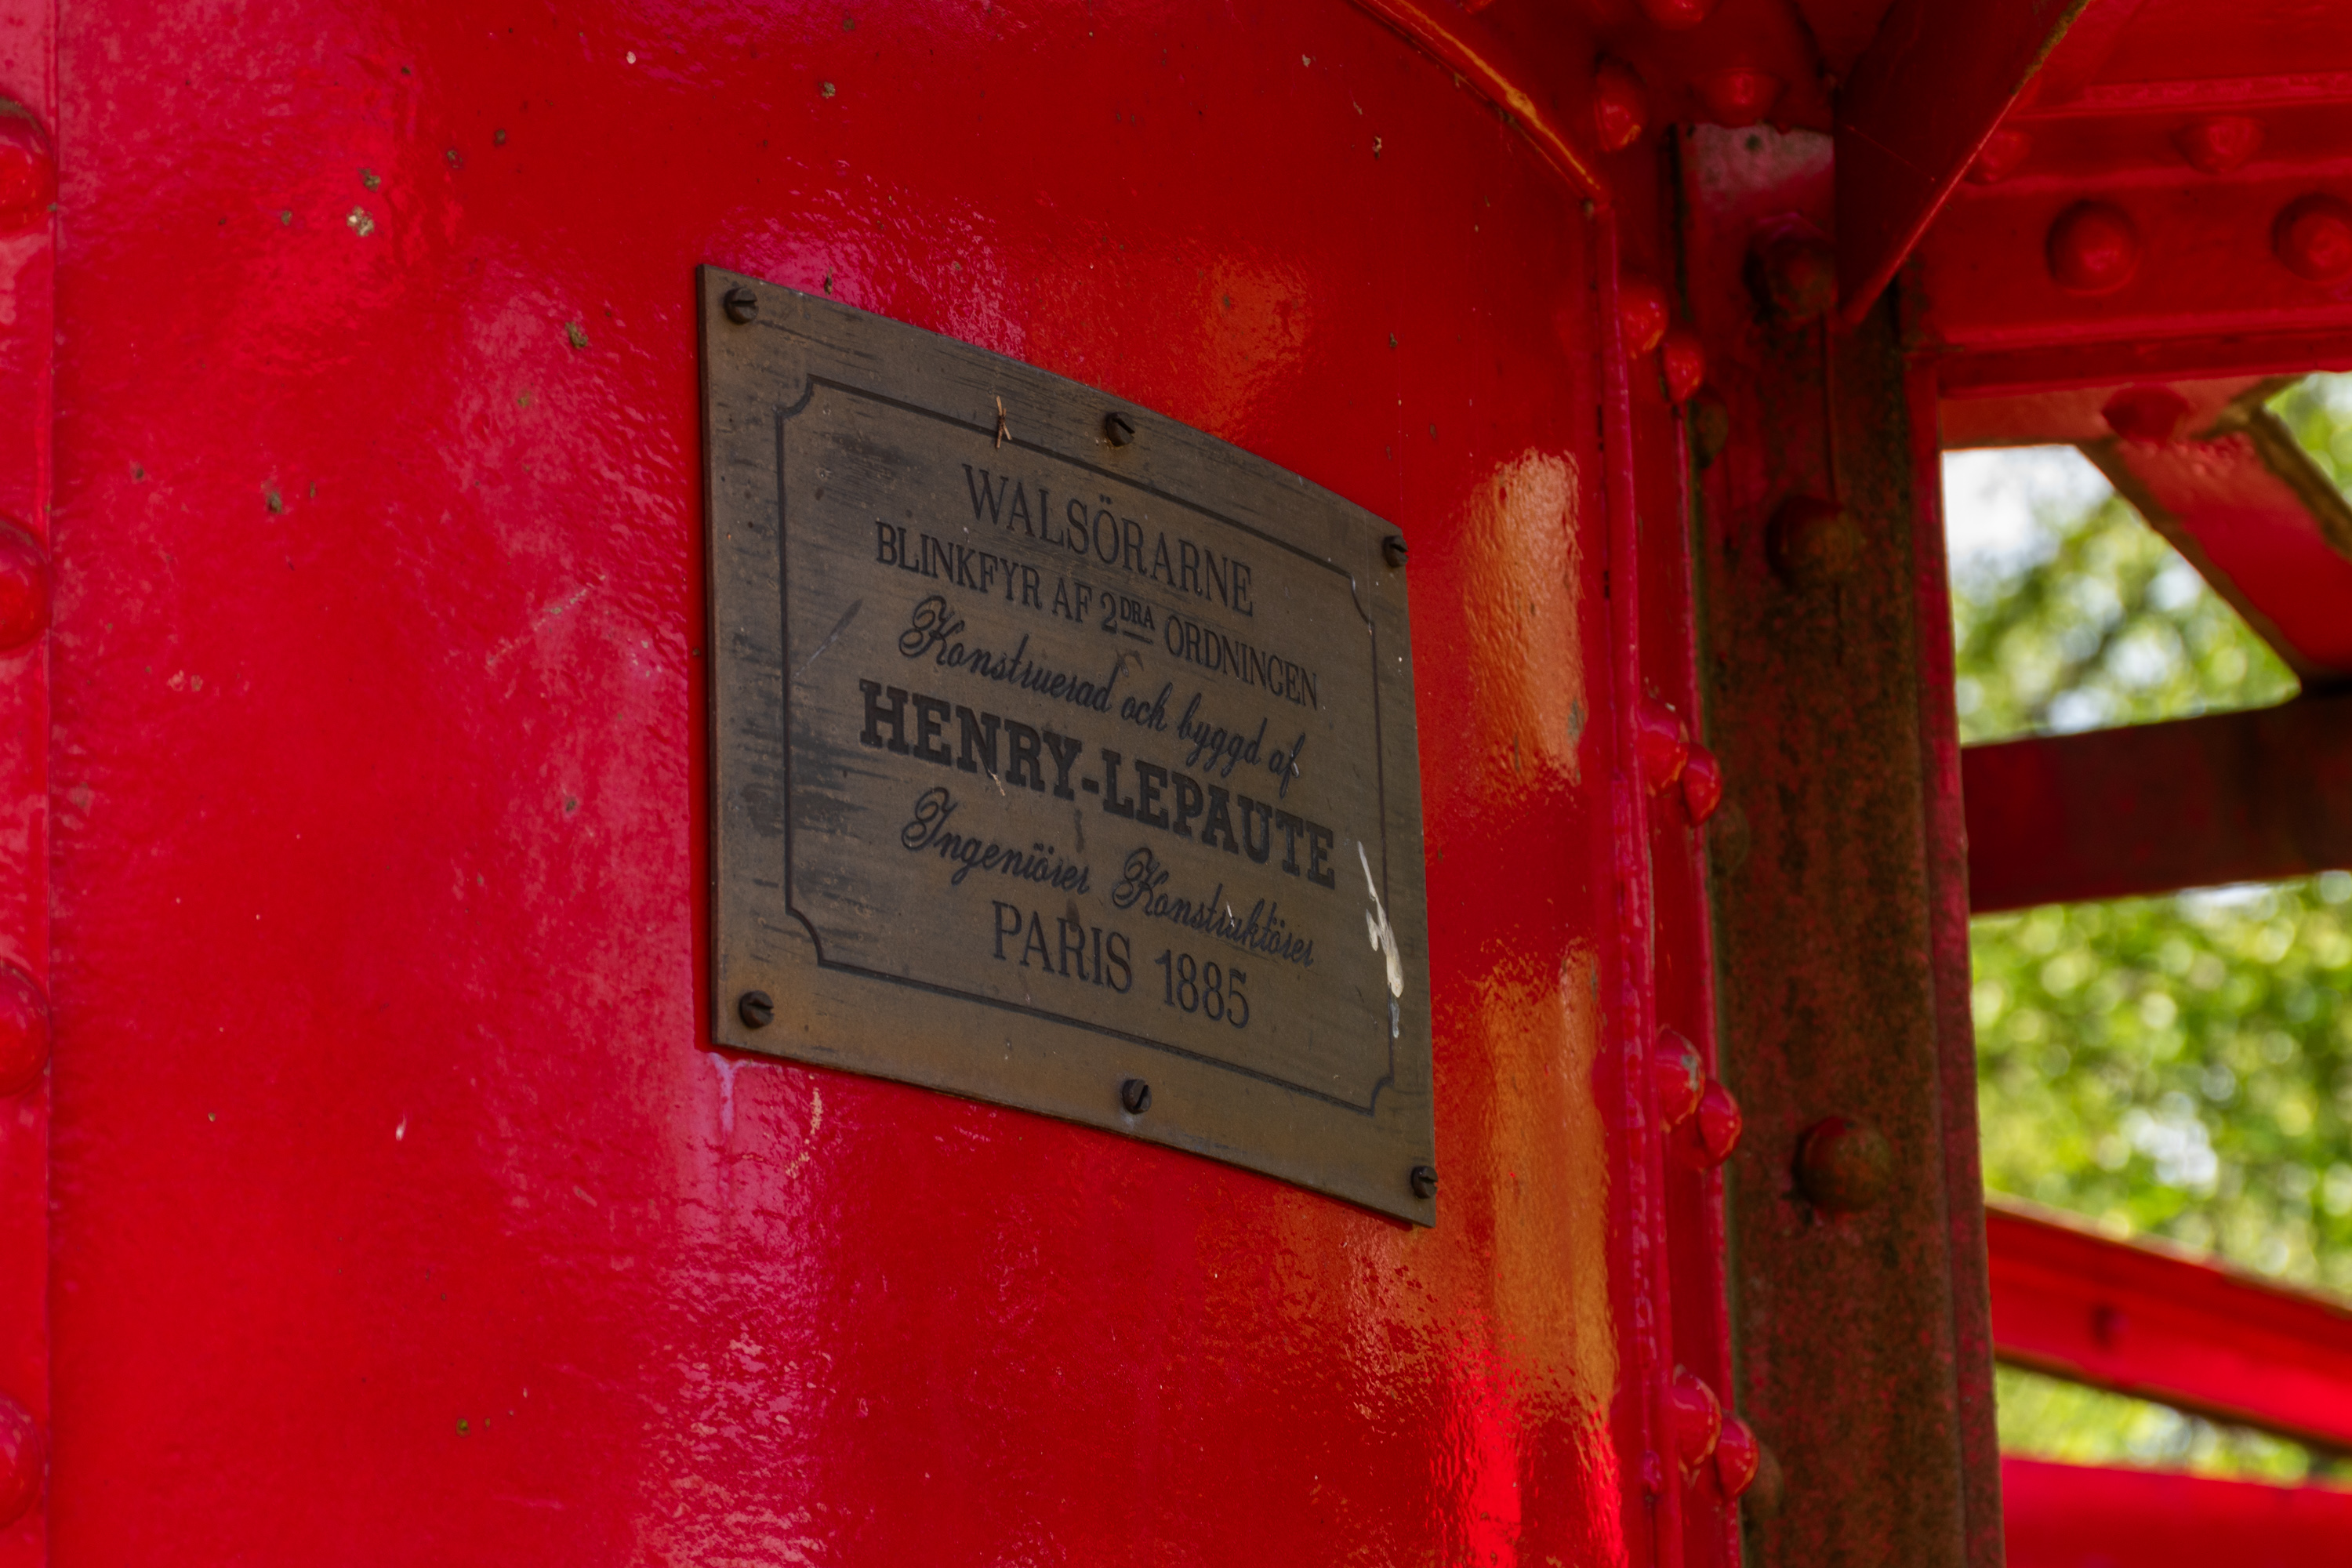 WALSÖRARNE
BLINKFYR AF 2DRA ORDNINGEN
Konstruerad och byggd af
HENRY-LEPAUTE
Ingeniörer Konstruktörer
PARIS 1885